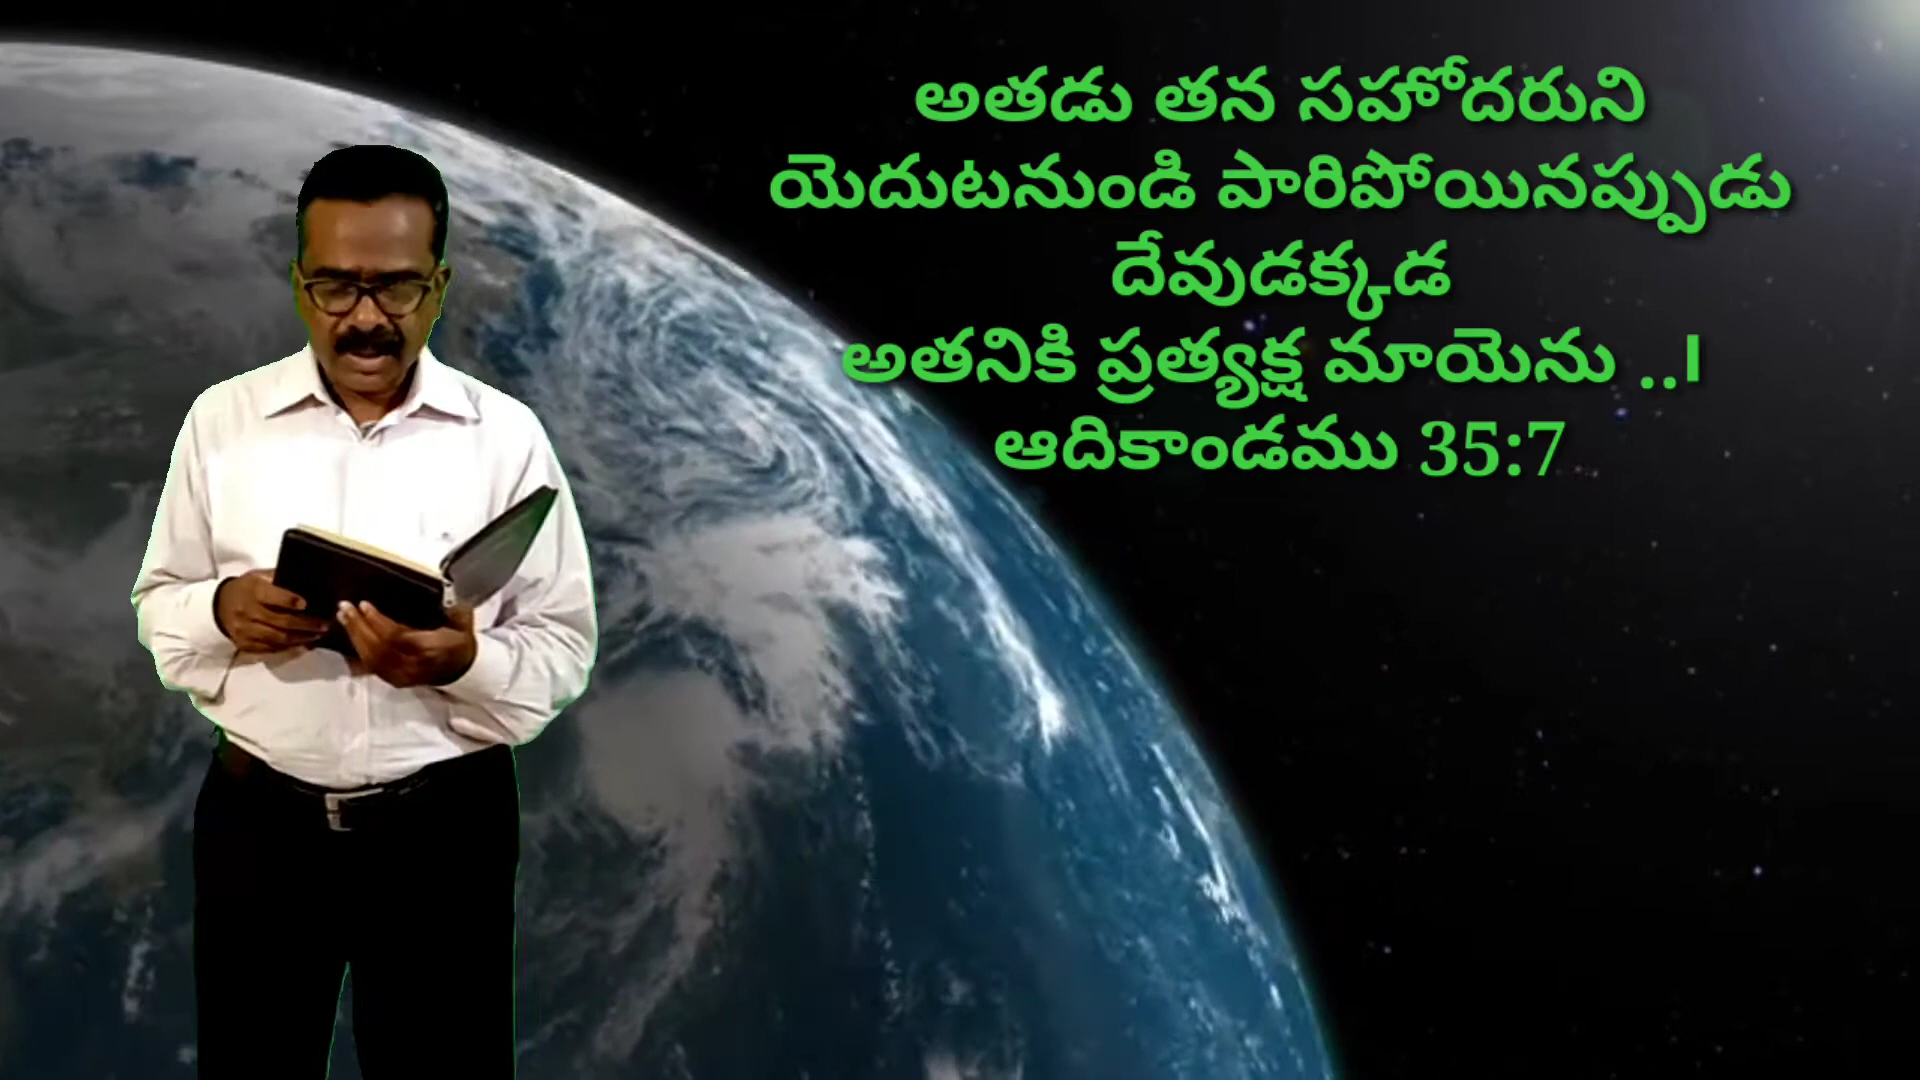 అతడు తన సహోదరుని
యెదుటనుండి పారిపోయినప్పుడు
దేవుడక్కడ
అతనికి ప్రత్యక్ష మాయెను ..।
ఆదికాండము 35:7